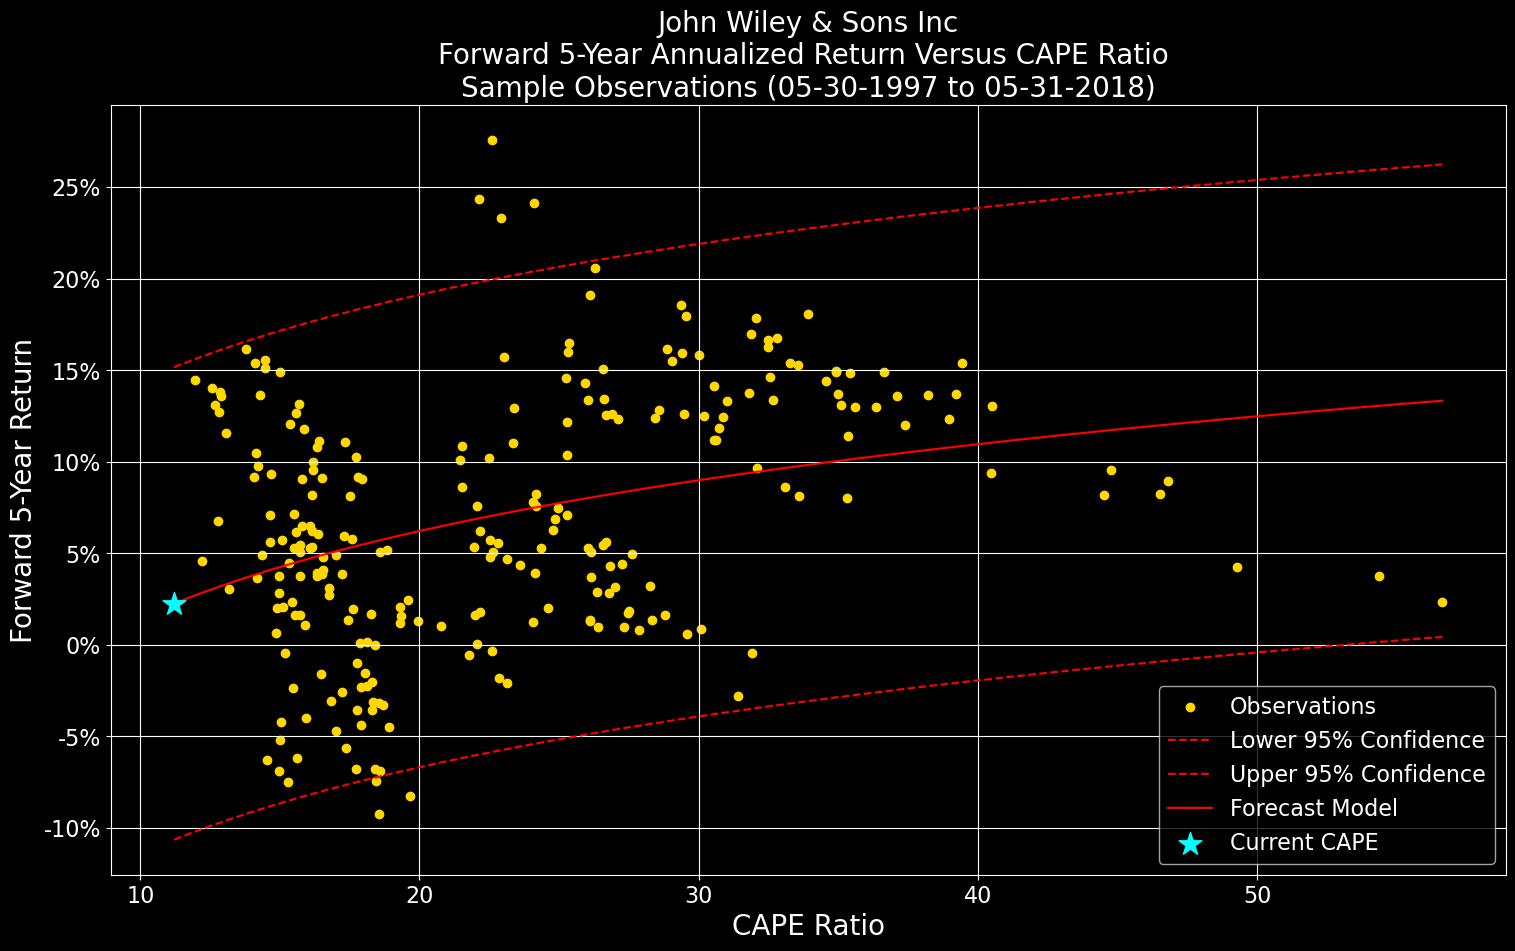 John Wiley & Sons Inc
Forward 5-Year Annualized Return Versus CAPE Ratio
Sample Observations (05-30-1997 to 05-31-2018)
Forward 5-Year Return
25%
20%
15%
10%
5%
0%
-5%
-10%
Observations
Lower 95% Confidence
Upper 95% Confidence
Forecast Model
Current CAPE
10 20 30 40 50
CAPE Ratio